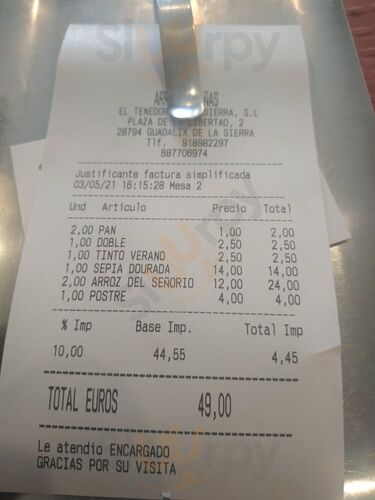 EL TENEDOR SIERRA, S.L
PLAZA DE LA LIBERTAD, 2
28794 GUADALIX DE LA SIERRA
Tlf. 918982297
B87706974
Justificante factura simplificada
03/05/21 16:15:28 Mesa 2
Und Articulo Precio Total
2,00 PAN 1,00 2,00
1,00 DOBLE 2,50 2,50
1,00 TINTO VERANO 2,50 2,50
1,00 SEPIA DOURADA 14,00 14,00
2,00 ARROZ DEL SEÑORIO 12,00 24,00
1,00 POSTRE 4,00 4,00
% Imp Base Imp. Total Imp
10,00 44,55 4,45
TOTAL EUROS 49,00
Le atendio ENCARGADO
GRACIAS POR SU VISITA